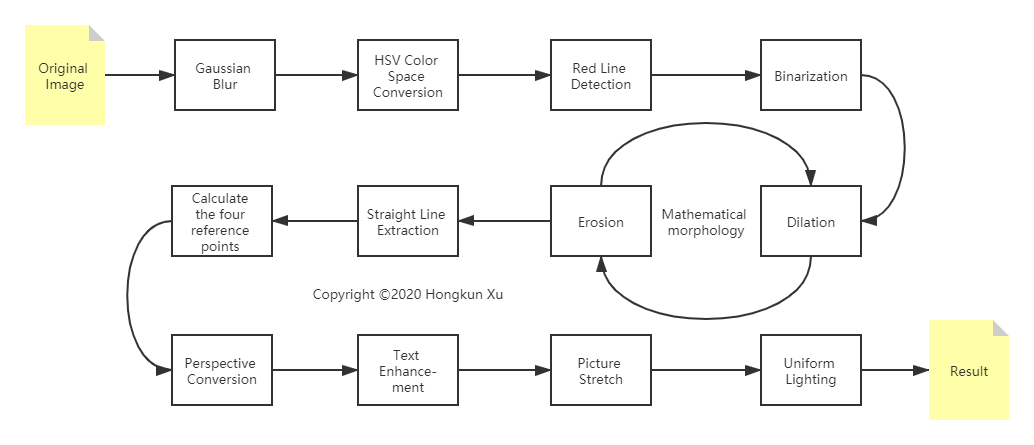 Original
Image
Gaussian
Blur
HSV Color
Space
Conversion
Red Line
Detection
Binarization
Calculate
the four
reference
points
Straight Line
Extraction
Erosion
Mathematical
morphology
Dilation
Copyright ©2020 Hongkun Xu
Perspective
Conversion
Text
Enhance-
ment
Picture
Stretch
Uniform
Lighting
Result